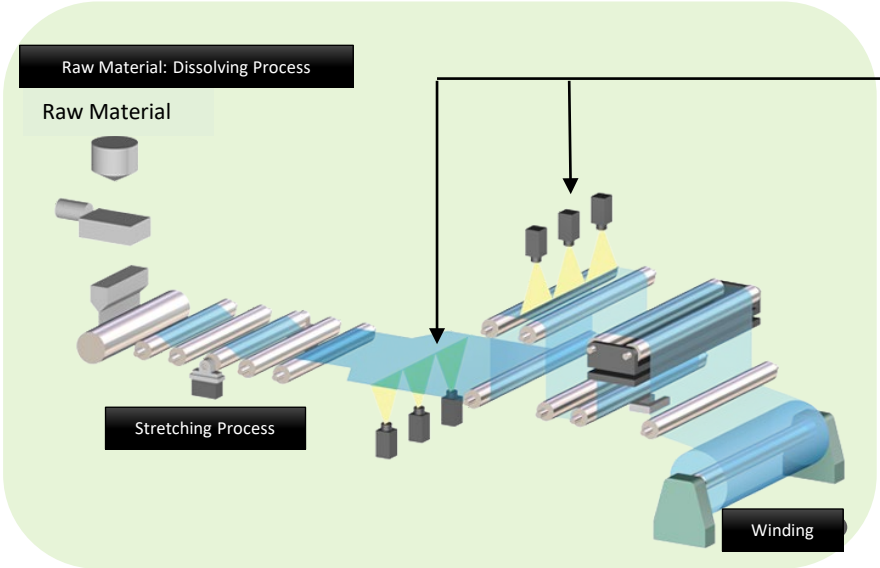 Raw Material: Dissolving Process
Raw Material
Stretching Process
Winding